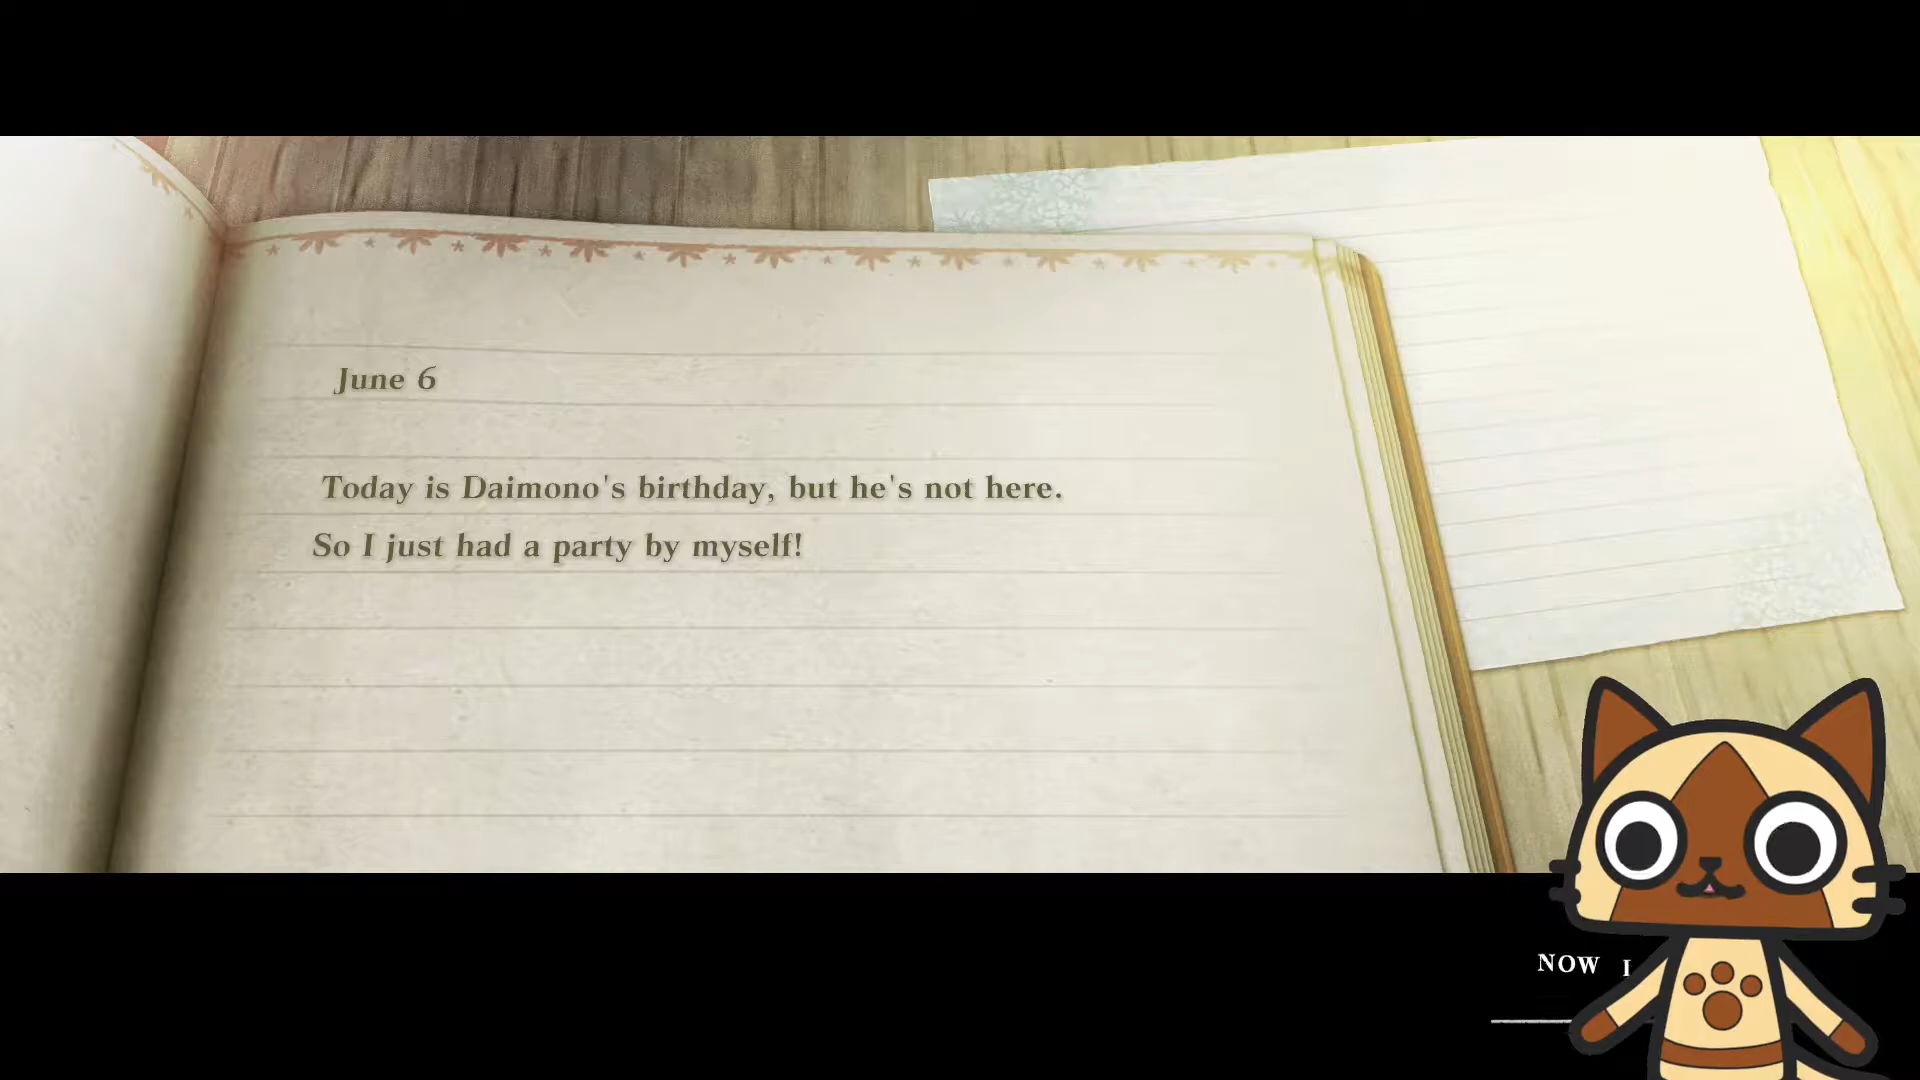 June 6
Today is Daimono's birthday, but he's not here.
So I just had a party by myself!
NOW